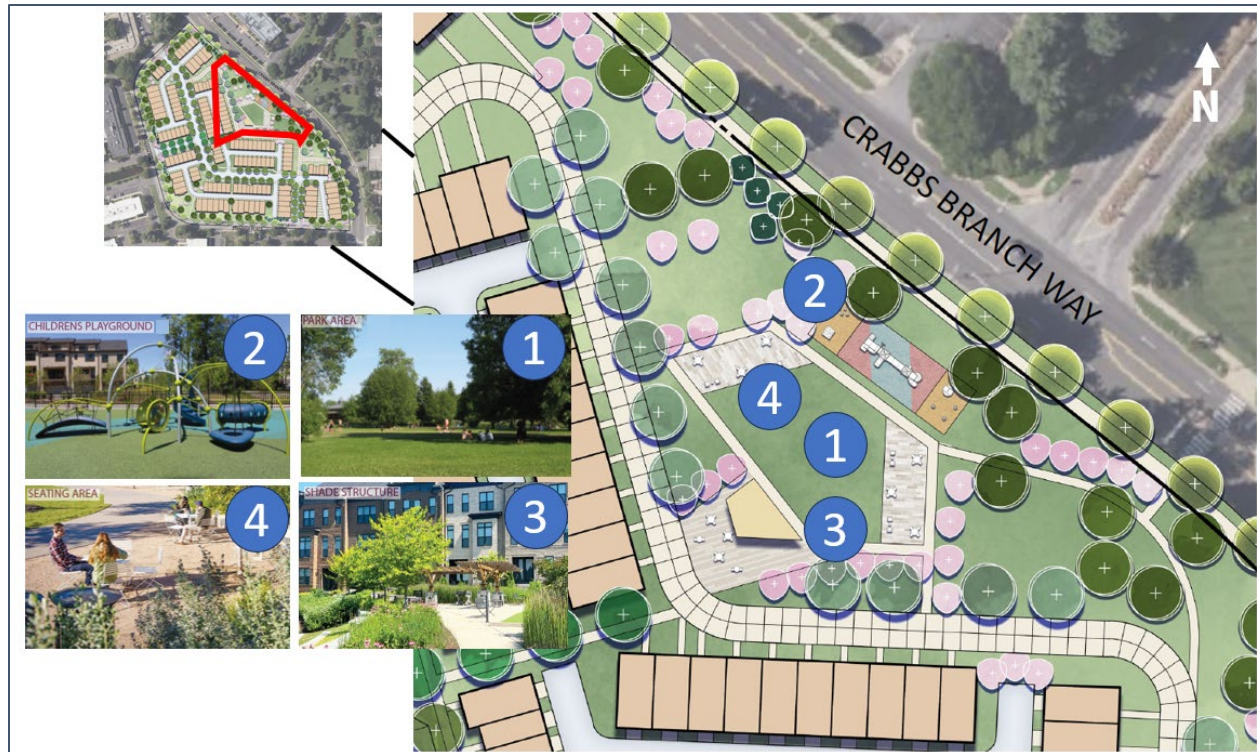 N
CRABBS BRANCH WAY
2
4
1
3
CHILDRENS PLAYGROUND
2
PARK AREA
1
SEATING AREA
4
SHADE STRUCTURE
3